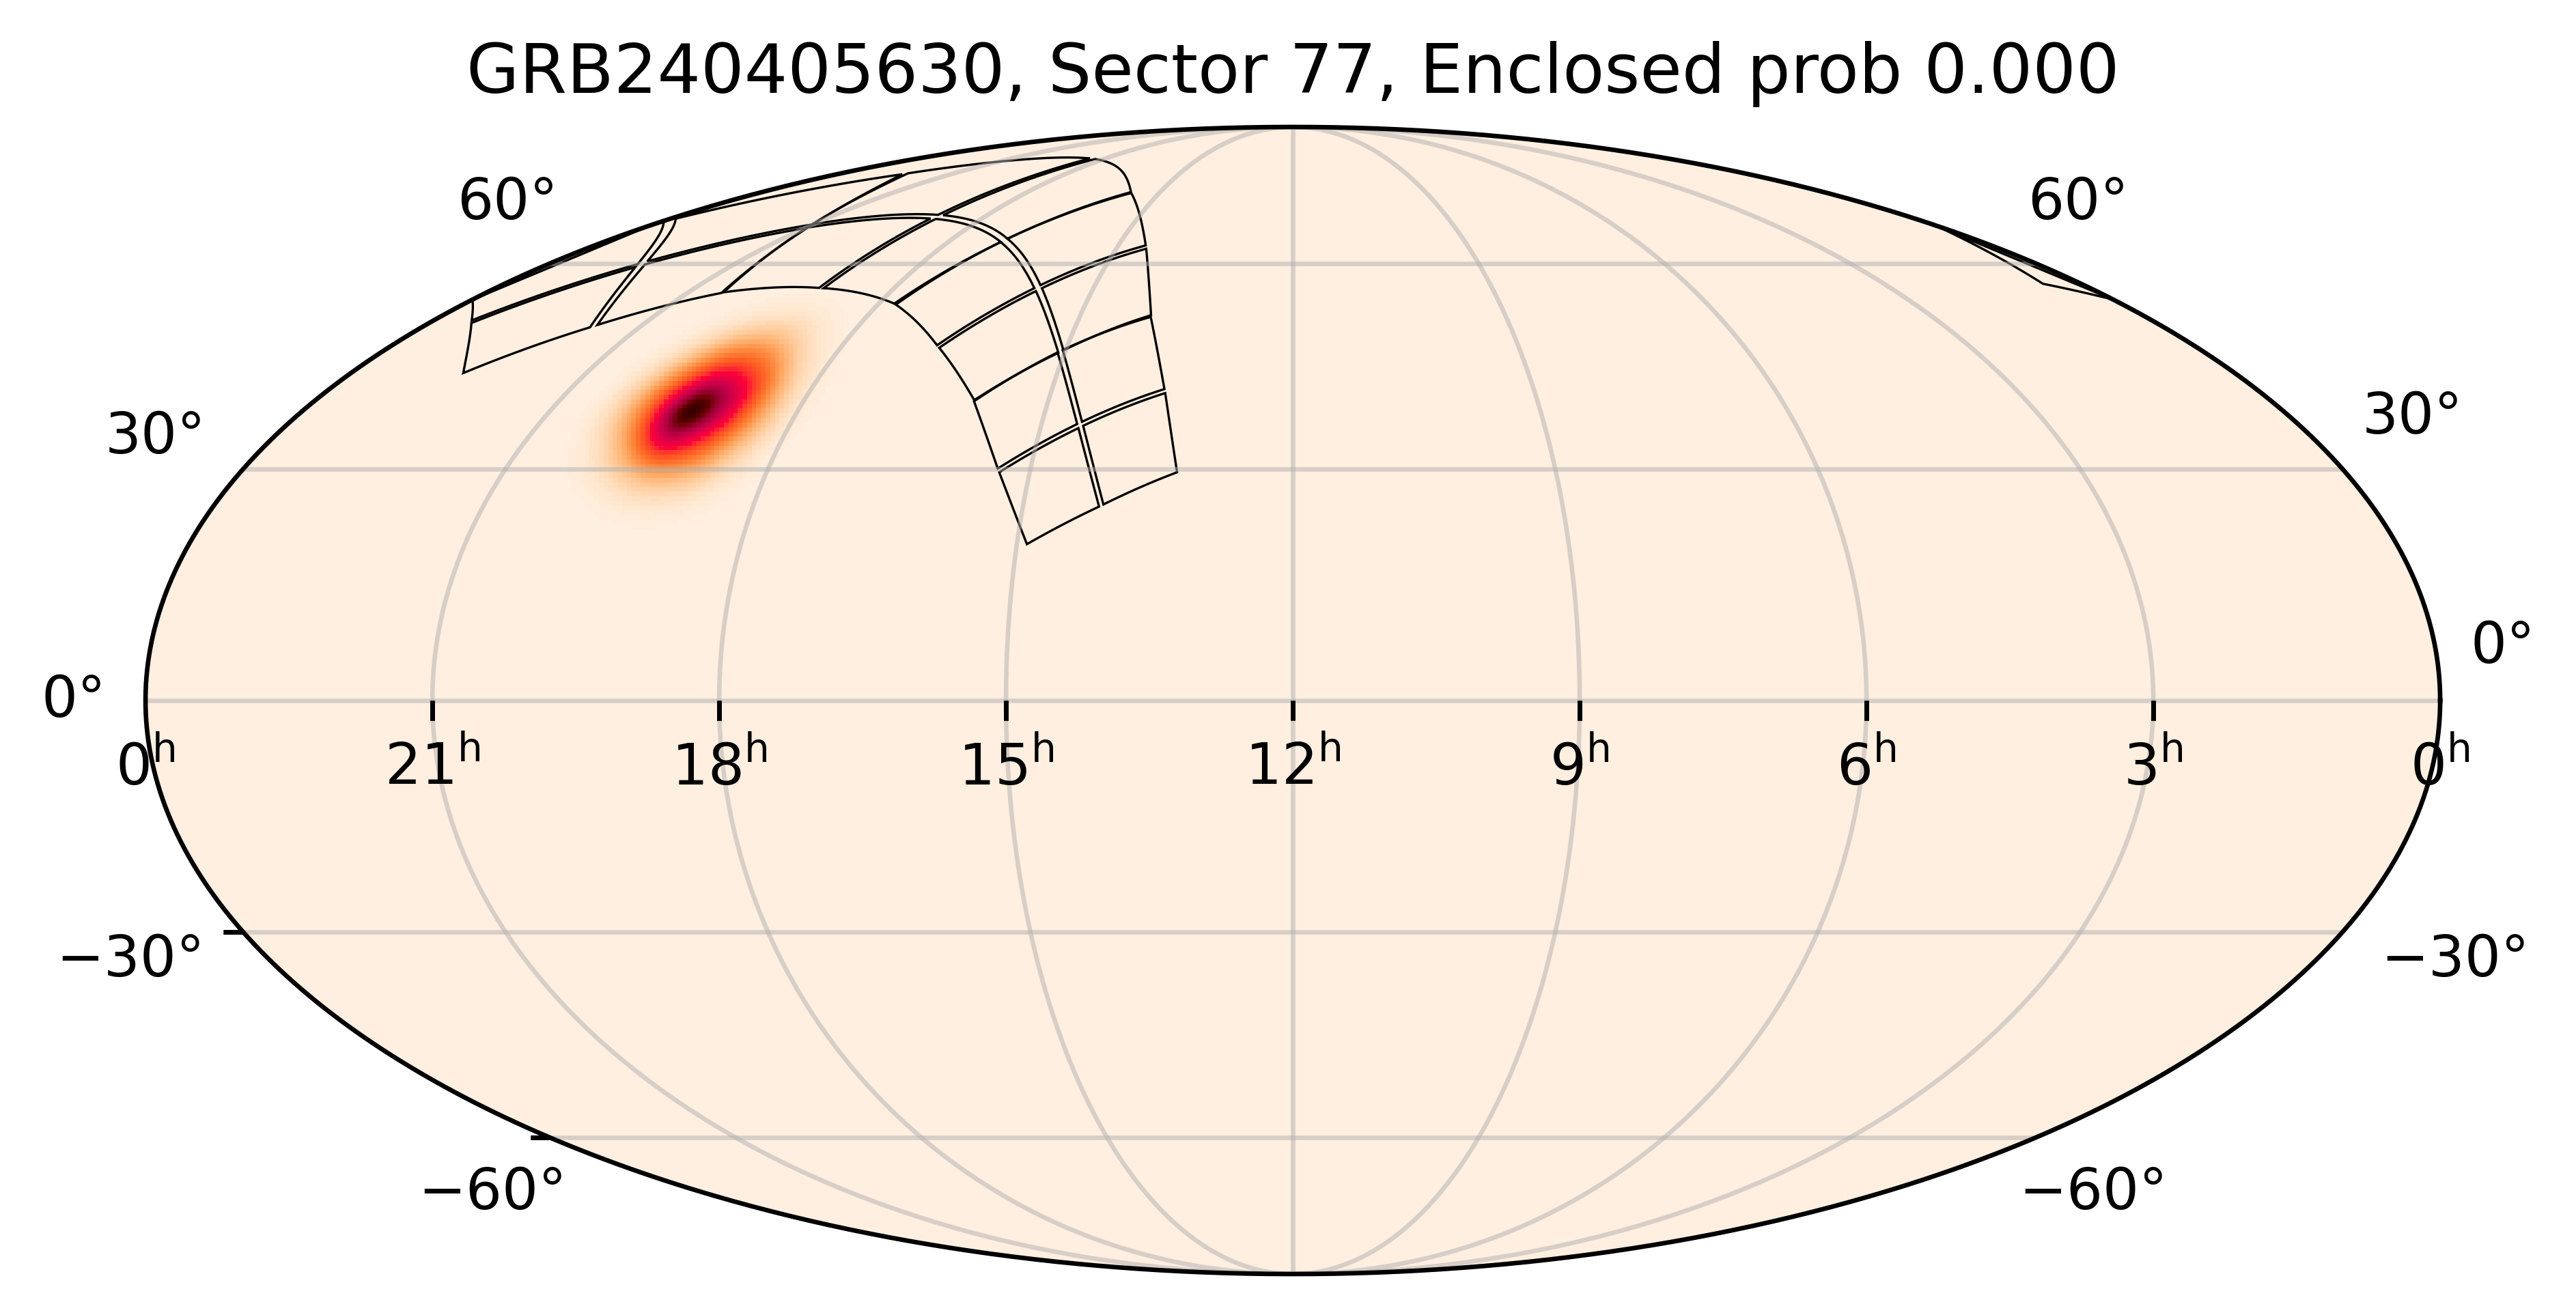 GRB240405630, Sector 77, Enclosed prob 0.000
60° 60°
30° 30°
0° 0°
0ʰ 21ʰ 18ʰ 15ʰ 12ʰ 9ʰ 6ʰ 3ʰ 0ʰ
−30° −30°
−60° −60°